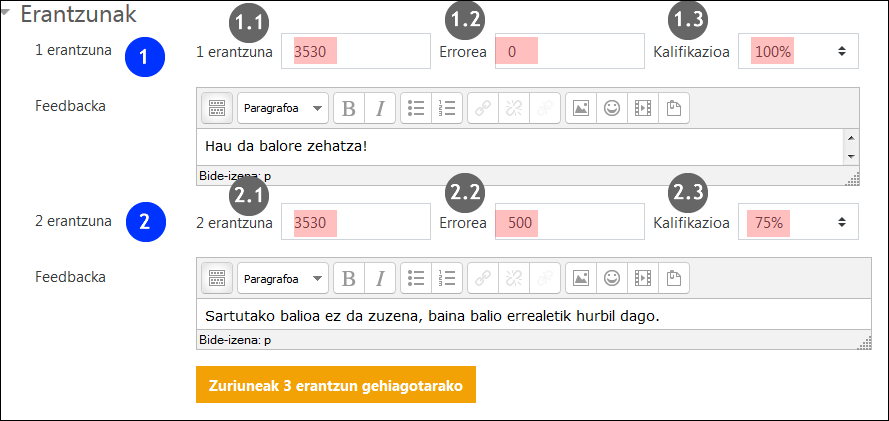 Erantzunak
1.1 1.2 1.3
1 erantzuna 1 1 erantzuna 3530 Errorea 0 Kalifikazioa 100%
Feedbacka Paragrafoa B I
Hau da balore zehatza!
Bide-izena: p
2.1 2.2 2.3
2 erantzuna 2 2 erantzuna 3530 Errorea 500 Kalifikazioa 75%
Feedbacka Paragrafoa B I
Sartutako balioa ez da zuzena, baina balio errealetik hurbil dago.
Bide-izena: p
Zuriuneak 3 erantzun gehiagotarako